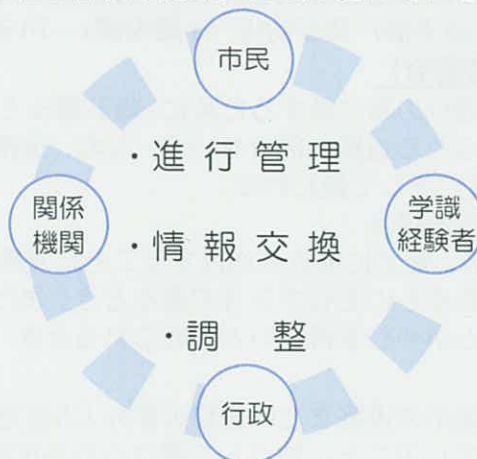 市民
・進行管理
関係
機関
・情報交換
学識
経験者
・調　整
行政